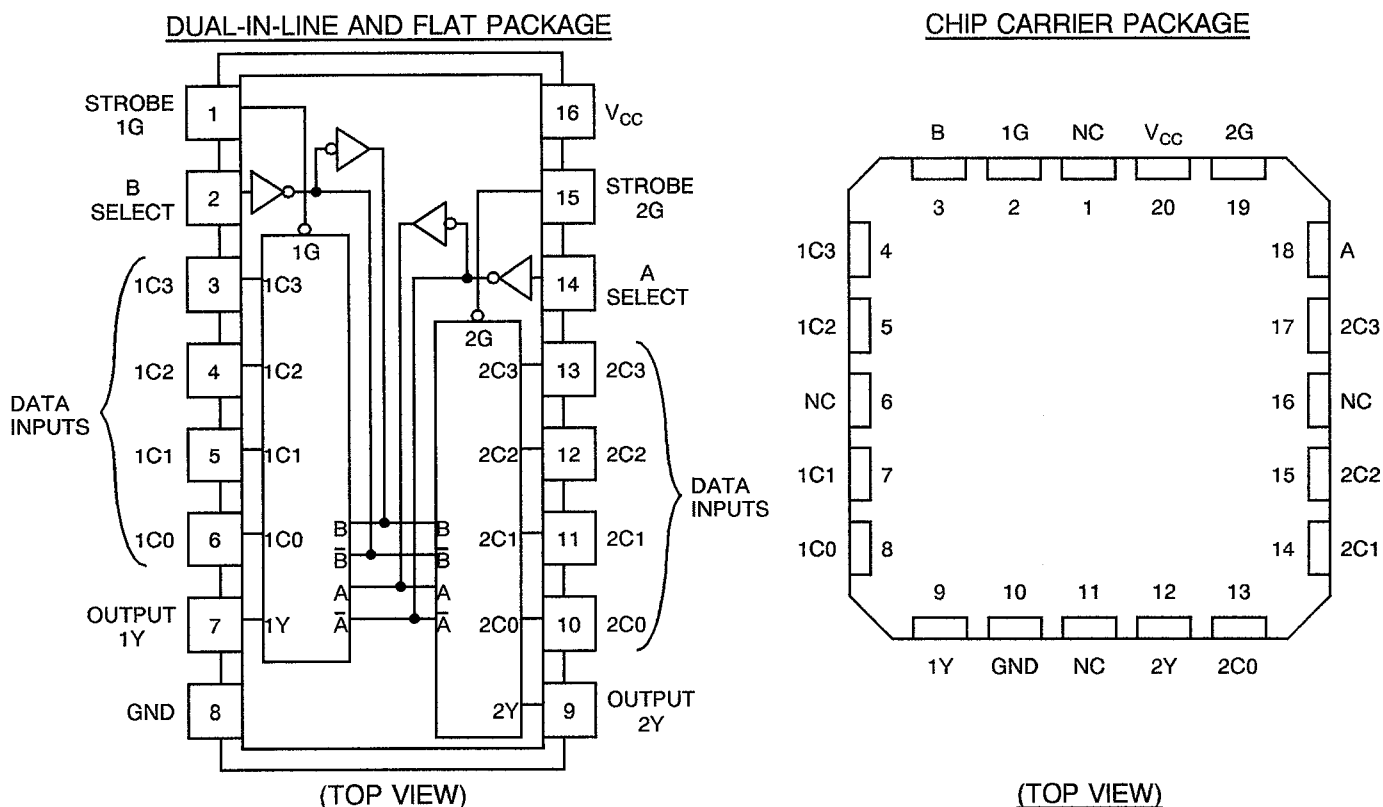 DUAL-IN-LINE AND FLAT PACKAGE
STROBE
1G
1
B
SELECT
2
1C3
3
1C2
4
1C1
5
1C0
6
DATA
INPUTS
OUTPUT
1Y
7
GND
8
1G
1C3
1C2
1C1
1C0
1Y
B
B̅
A
A̅
2G
2C3
2C2
2C1
2C0
2Y
B
B̅
A
A̅
16
VCC
15
STROBE
2G
14
A
SELECT
13
2C3
12
2C2
11
2C1
10
2C0
DATA
INPUTS
9
OUTPUT
2Y
(TOP VIEW)
CHIP CARRIER PACKAGE
B 1G NC VCC 2G
3 2 1 20 19
1C3 4 18 A
1C2 5 17 2C3
NC 6 16 NC
1C1 7 15 2C2
1C0 8 14 2C1
9 10 11 12 13
1Y GND NC 2Y 2C0
(TOP VIEW)